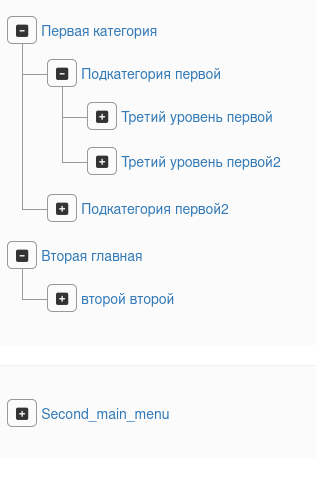 Первая категория
Подкатегория первой
Третий уровень первой
Третий уровень первой2
Подкатегория первой2
Вторая главная
второй второй
Second_main_menu